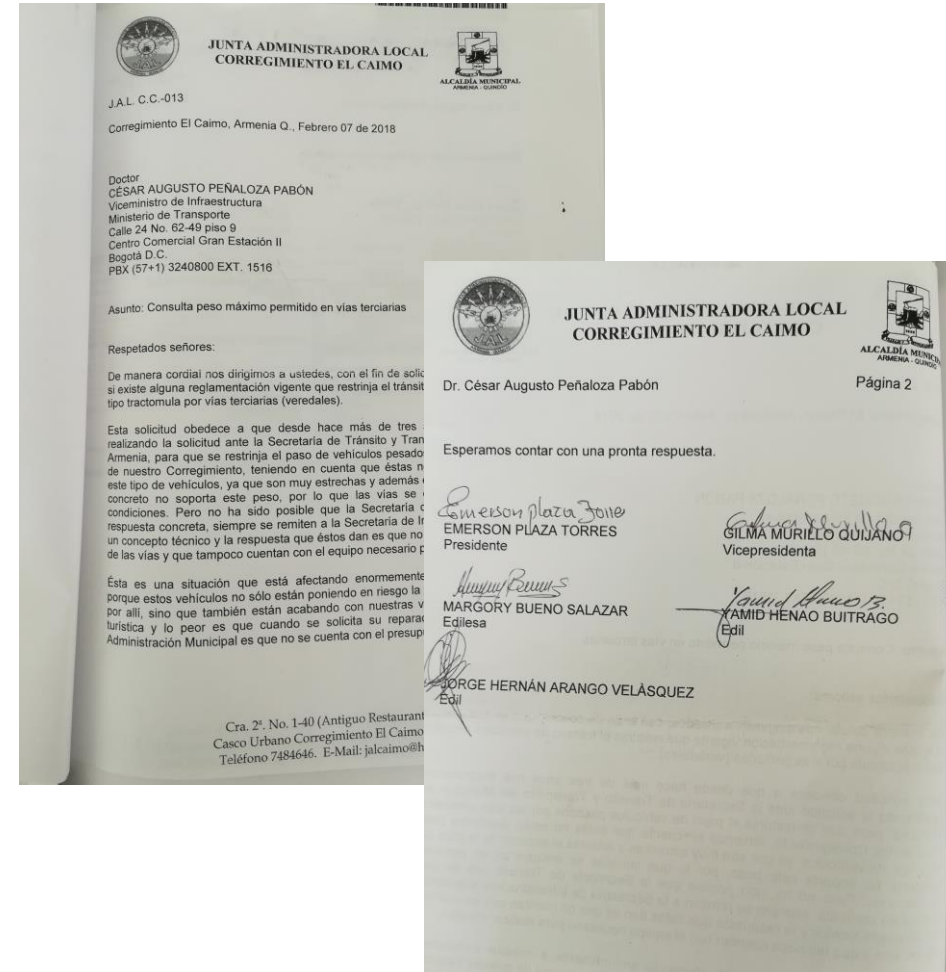 JUNTA ADMINISTRADORA LOCAL
CORREGIMIENTO EL CAIMO
ALCALDÍA MUNICIPAL
ARMENIA - QUINDIO
J.A.L. C.C.-013
Corregimiento El Caimo, Armenia Q., Febrero 07 de 2018
Doctor
CÉSAR AUGUSTO PEÑALOZA PABÓN
Viceministro de Infraestructura
Ministerio de Transporte
Calle 24 No. 62-49 piso 9
Centro Comercial Gran Estación II
Bogotá D.C.
PBX (57+1) 3240800 EXT. 1516
Asunto: Consulta peso máximo permitido en vías terciarias
Respetados señores:
De manera cordial nos dirigimos a ustedes, con el fin de solic
si existe alguna reglamentación vigente que restrinja el tránsit
tipo tractomula por vías terciarias (veredales).
Esta solicitud obedece a que desde hace más de tres
realizando la solicitud ante la Secretaría de Tránsito y Tran
Armenia, para que se restrinja el paso de vehículos pesado
de nuestro Corregimiento, teniendo en cuenta que éstas n
este tipo de vehículos, ya que son muy estrechas y además
concreto no soporta este peso, por lo que las vías se
condiciones. Pero no ha sido posible que la Secretaría
respuesta concreta, siempre se remiten a la Secretaría de I
un concepto técnico y la respuesta que éstos dan es que no
de las vías y que tampoco cuentan con el equipo necesario p
Ésta es una situación que está afectando enormemente
porque estos vehículos no sólo están poniendo en riesgo la
por allí, sino que también están acabando con nuestras v
turística y lo peor es que cuando se solicita su repara
Administración Municipal es que no se cuenta con el presup
Cra. 2ª. No. 1-40 (Antiguo Restaurant
Casco Urbano Corregimiento El Caimo
Teléfono 7484646. E-Mail: jalcaimo@h
JUNTA ADMINISTRADORA LOCAL
CORREGIMIENTO EL CAIMO
J.A.L
ALCALDÍA MUNICIP
ARMENIA - QUINDIO
Dr. César Augusto Peñaloza Pabón Página 2
Esperamos contar con una pronta respuesta.
Emerson plaza Torres
EMERSON PLAZA TORRES GILMA MURILLO QUIJANO
Presidente Vicepresidenta
MARGORY BUENO SALAZAR YAMID HENAO BUITRAGO
Edilesa Edil
JORGE HERNÁN ARANGO VELÀSQUEZ
Edil